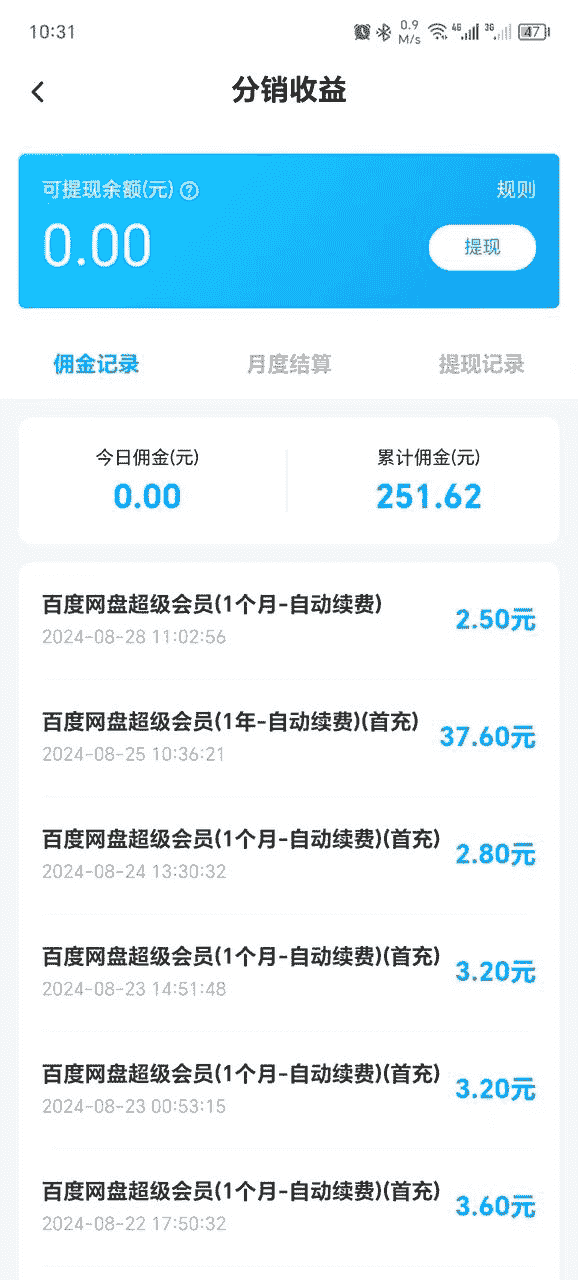 10:31
0.9
M/s
4G
3G
47
分销收益
可提现余额(元) ?
规则
0.00
提现
佣金记录
月度结算
提现记录
今日佣金(元)
累计佣金(元)
0.00
251.62
百度网盘超级会员(1个月-自动续费)
2.50元
2024-08-28 11:02:56
百度网盘超级会员(1年-自动续费)(首充)
37.60元
2024-08-25 10:36:21
百度网盘超级会员(1个月-自动续费)(首充)
2.80元
2024-08-24 13:30:32
百度网盘超级会员(1个月-自动续费)(首充)
3.20元
2024-08-23 14:51:48
百度网盘超级会员(1个月-自动续费)(首充)
3.20元
2024-08-23 00:53:15
百度网盘超级会员(1个月-自动续费)(首充)
3.60元
2024-08-22 17:50:32